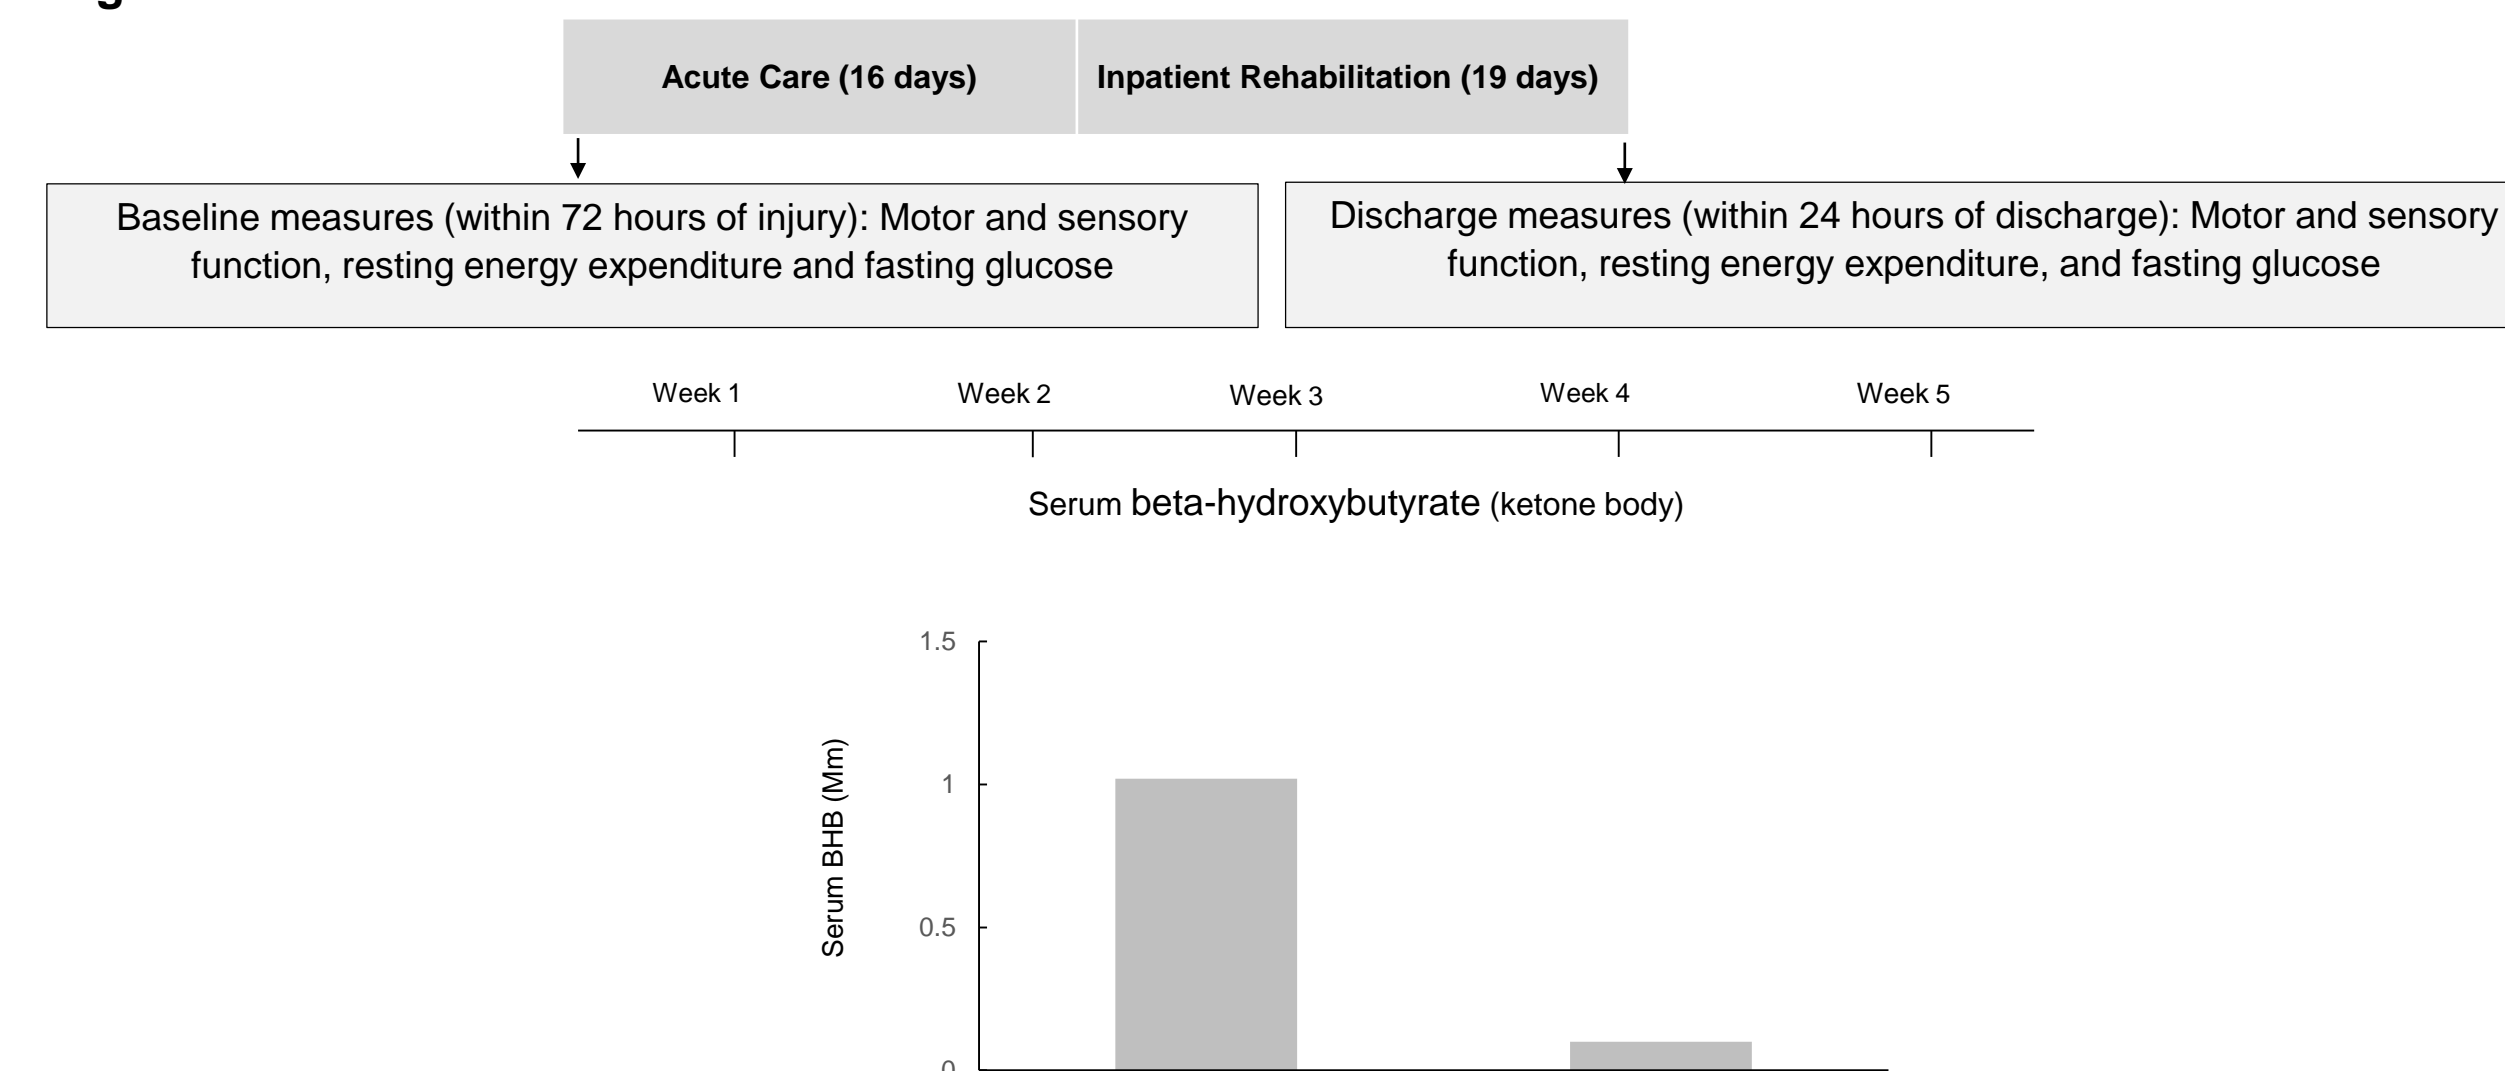 Acute Care (16 days)
Inpatient Rehabilitation (19 days)
Baseline measures (within 72 hours of injury): Motor and sensory
function, resting energy expenditure and fasting glucose
Discharge measures (within 24 hours of discharge): Motor and sensory
function, resting energy expenditure, and fasting glucose
Week 1
Week 2
Week 3
Week 4
Week 5
Serum beta-hydroxybutyrate (ketone body)
Serum BHB (Mm)
1.5
1
0.5
0